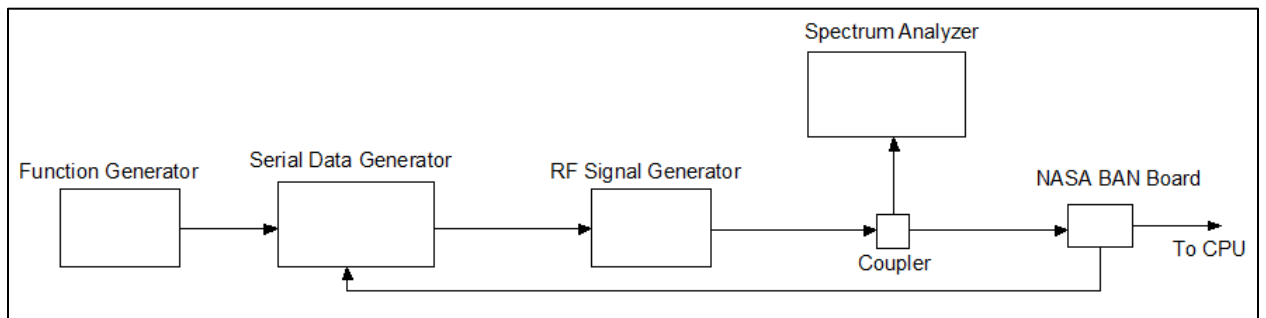 Spectrum Analyzer
Function Generator
Serial Data Generator
RF Signal Generator
NASA BAN Board
Coupler
To CPU